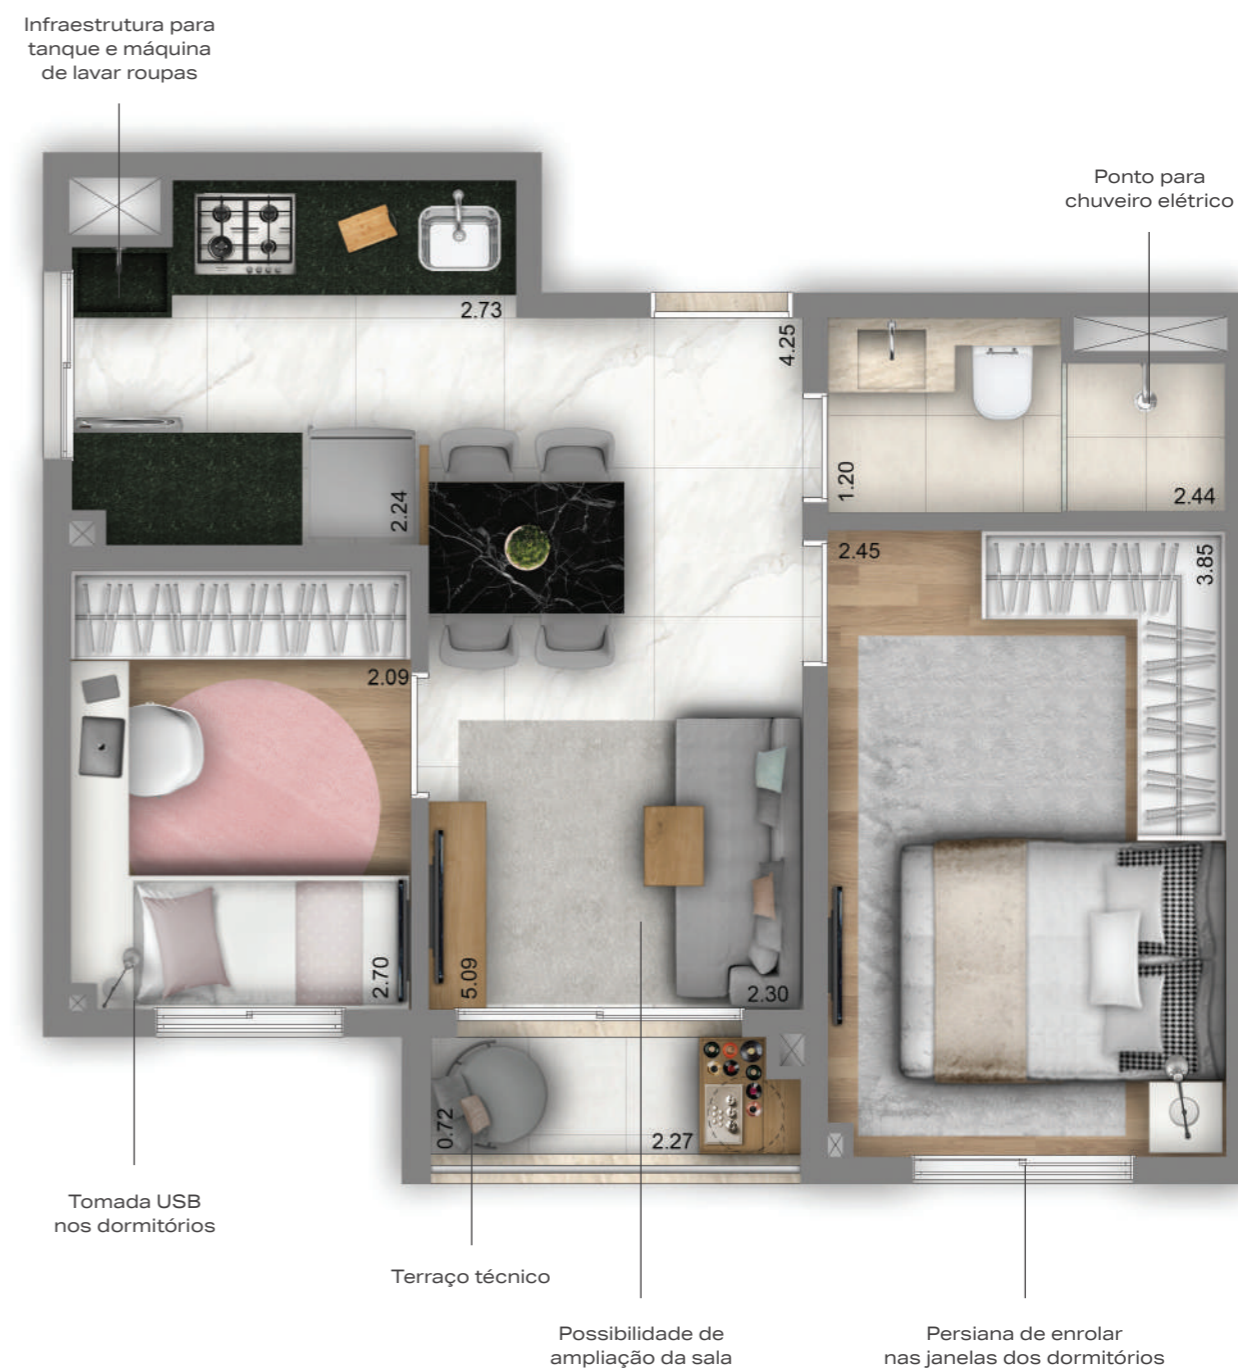 Infraestrutura para
tanque e máquina
de lavar roupas
Ponto para
chuveiro elétrico
2.73
4.25
2.24
1.20
2.44
2.45
3.85
2.09
2.70
5.09
2.30
0.72
2.27
Tomada USB
nos dormitórios
Terraço técnico
Possibilidade de
ampliação da sala
Persiana de enrolar
nas janelas dos dormitórios